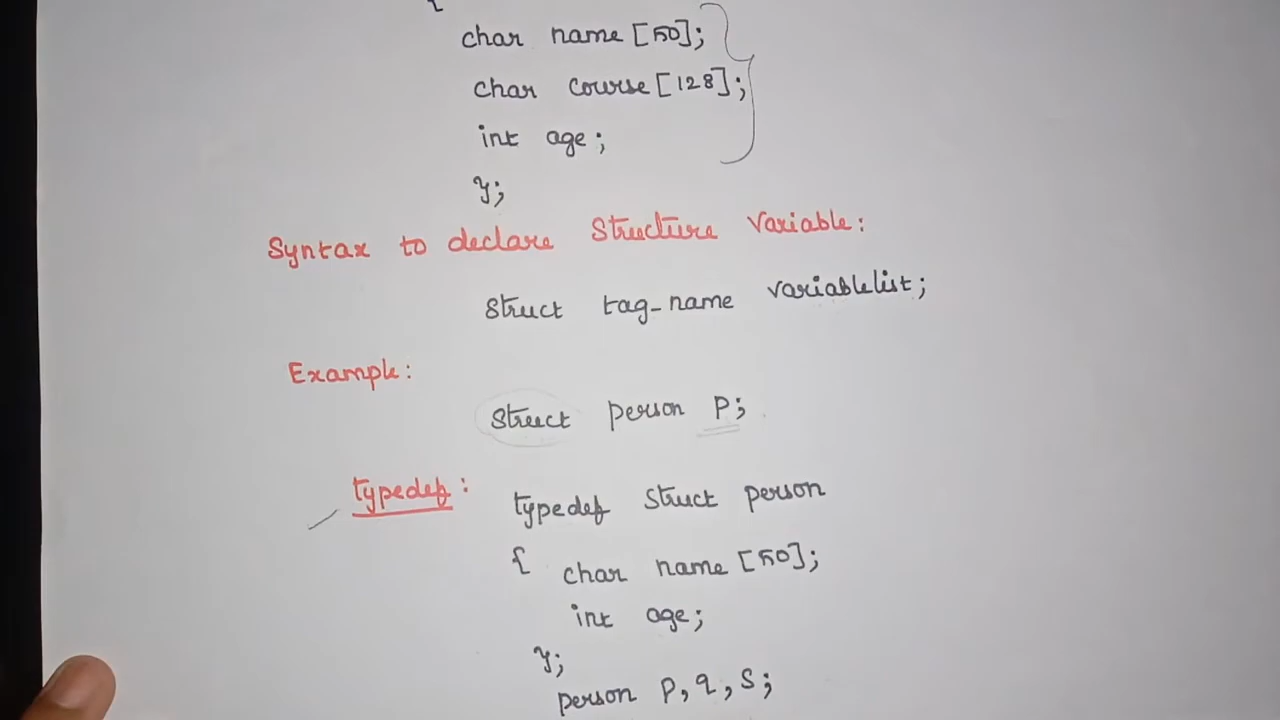 {
char name [50];
char course [128];
int age;
};
Syntax to declare Structure Variable:
Struct tag-name variablelist;
Example:
Struct person P;
typedef: typedef Struct person
{ char name [50];
int age;
};
person p, q, s;